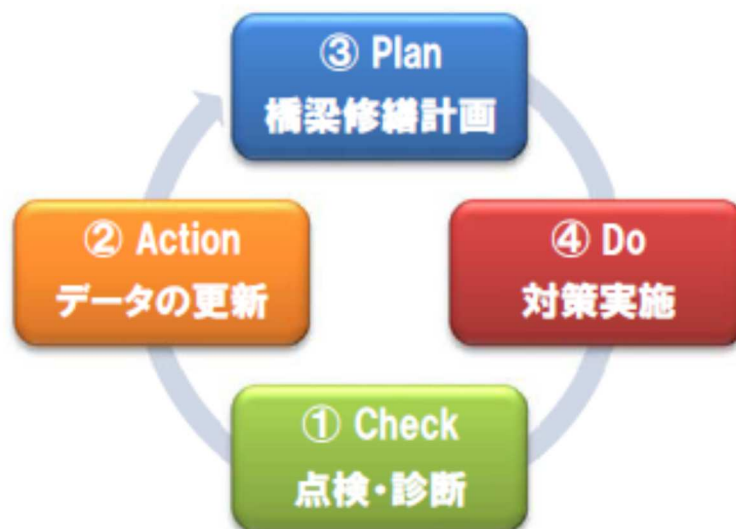 ③ Plan
橋梁修繕計画
② Action
データの更新
④ Do
対策実施
① Check
点検・診断